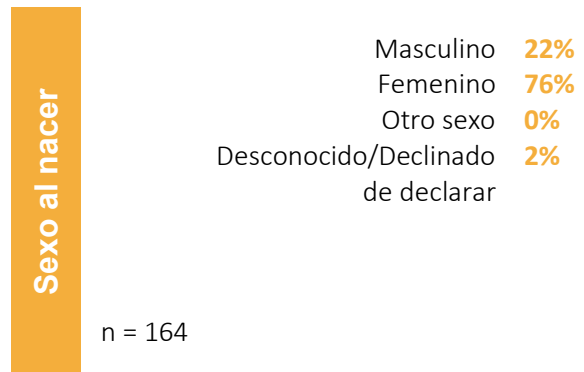 Sexo al nacer
Masculino 22%
Femenino 76%
Otro sexo 0%
Desconocido/Declinado 2%
de declarar
n = 164